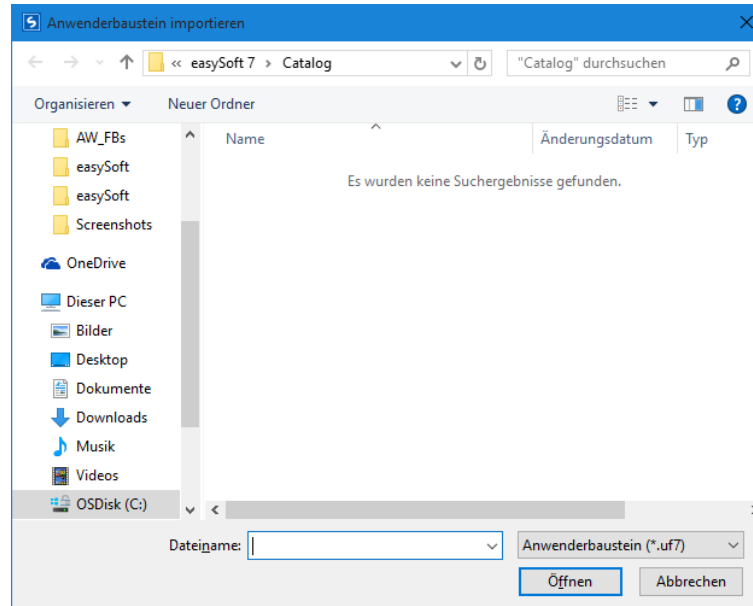 Anwenderbaustein importieren
« easySoft 7 > Catalog
"Catalog" durchsuchen
Organisieren
Neuer Ordner
AW_FBs
easySoft
easySoft
Screenshots
OneDrive
Dieser PC
Bilder
Desktop
Dokumente
Downloads
Musik
Videos
OSDisk (C:)
Name
Änderungsdatum
Typ
Es wurden keine Suchergebnisse gefunden.
Dateiname:
Anwenderbaustein (*.uf7)
Öffnen
Abbrechen